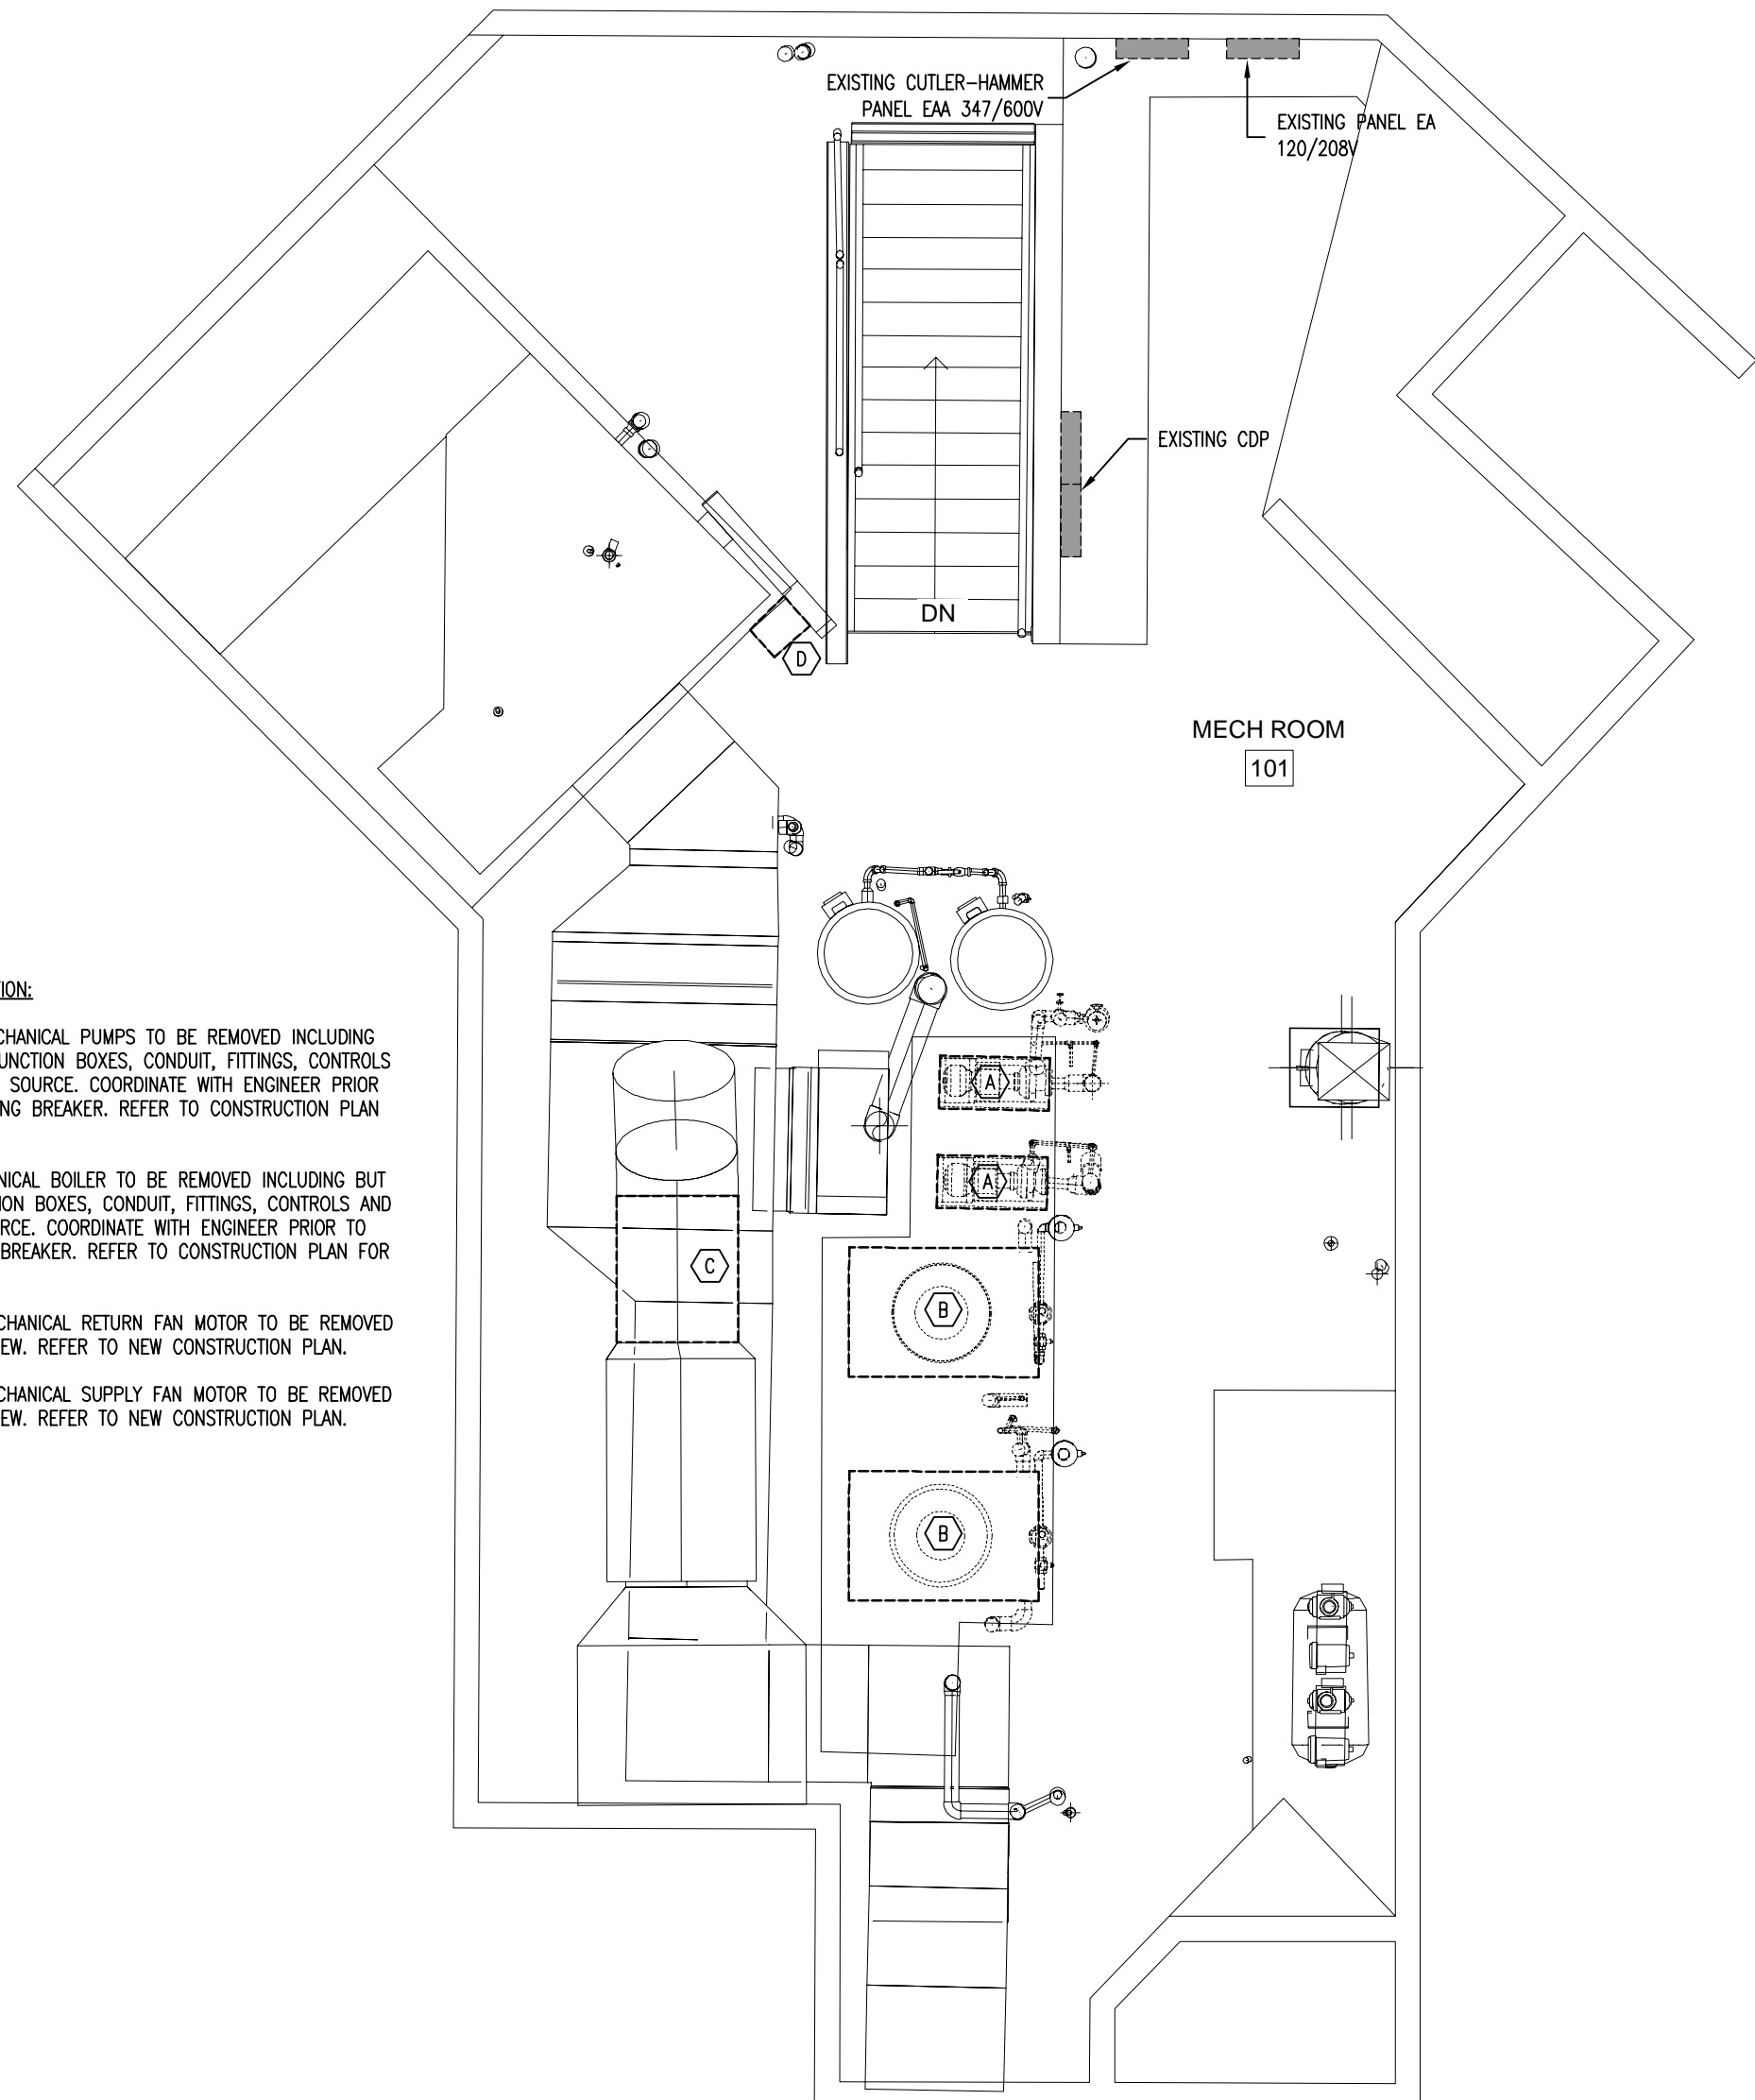 EXISTING CUTLER-HAMMER
PANEL EAA 347/600V
EXISTING PANEL EA
120/208V
EXISTING CDP
DN
D
MECH ROOM
101
TION:
CHANICAL PUMPS TO BE REMOVED INCLUDING
UNCTION BOXES, CONDUIT, FITTINGS, CONTROLS
SOURCE. COORDINATE WITH ENGINEER PRIOR
NG BREAKER. REFER TO CONSTRUCTION PLAN
NICAL BOILER TO BE REMOVED INCLUDING BUT
ION BOXES, CONDUIT, FITTINGS, CONTROLS AND
RCE. COORDINATE WITH ENGINEER PRIOR TO
BREAKER. REFER TO CONSTRUCTION PLAN FOR
CHANICAL RETURN FAN MOTOR TO BE REMOVED
EW. REFER TO NEW CONSTRUCTION PLAN.
CHANICAL SUPPLY FAN MOTOR TO BE REMOVED
EW. REFER TO NEW CONSTRUCTION PLAN.
A
A
C
B
B